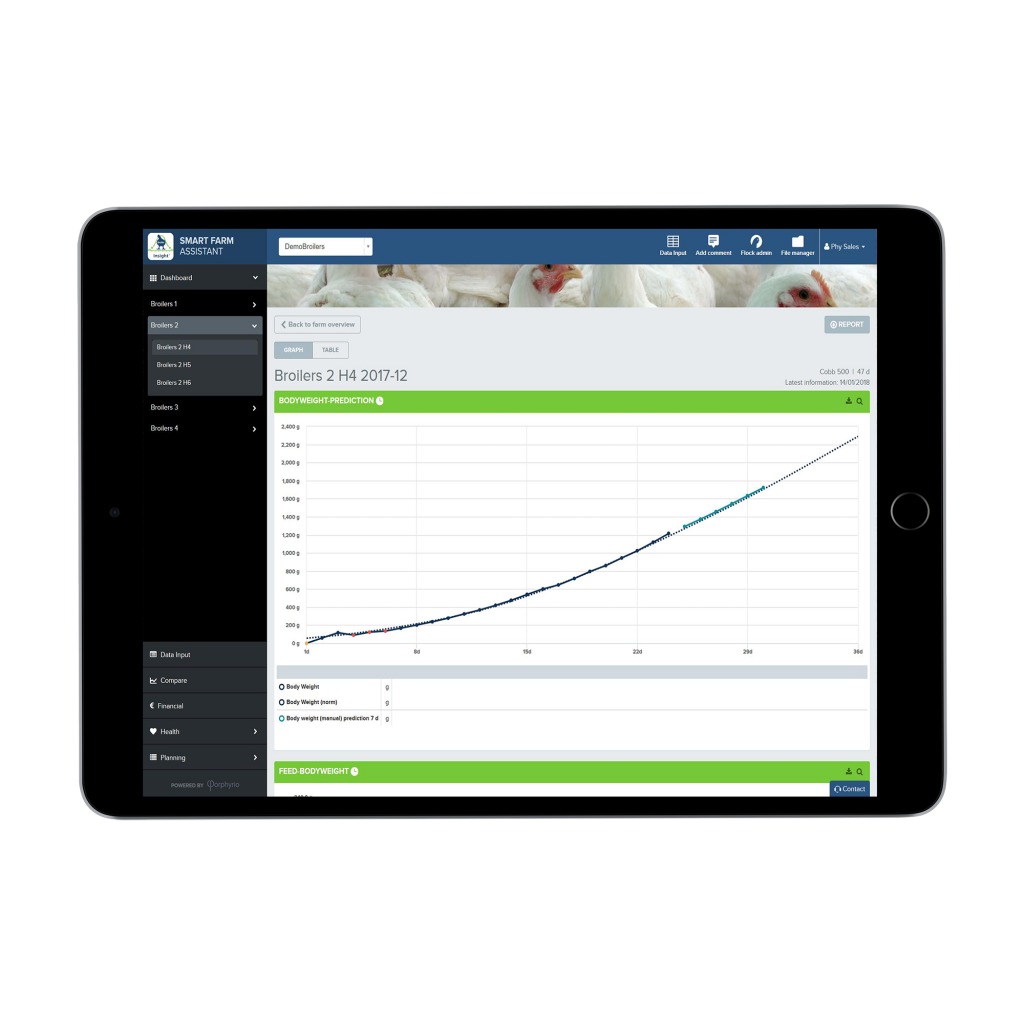 SMART FARM
ASSISTANT
insight
DemoBroilers
Data Input
Add comment
Flock admin
File manager
Phy Sales
Dashboard
Broilers 1
Broilers 2
Broilers 2 H4
Broilers 2 H5
Broilers 2 H6
Broilers 3
Broilers 4
Data Input
Compare
€ Financial
Health
Planning
POWERED BY Porphyrio
Back to farm overview
REPORT
GRAPH
TABLE
Broilers 2 H4 2017-12
Cobb 500 | 47 d
Latest information: 14/01/2018
BODYWEIGHT-PREDICTION
2,400 g
2,200 g
2,000 g
1,800 g
1,600 g
1,400 g
1,200 g
1,000 g
800 g
600 g
400 g
200 g
0 g
1d
8d
15d
22d
29d
36d
Body Weight g
Body Weight (norm) g
Body weight (manual) prediction 7 d g
FEED-BODYWEIGHT
Contact